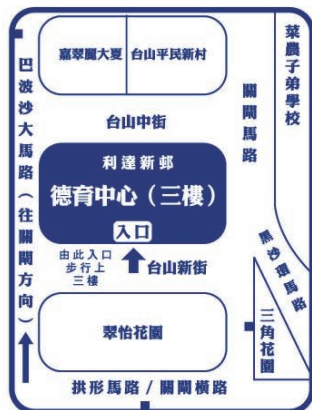 嘉翠麗大夏
台山平民新村
菜農子弟學校
關閘馬路
巴波沙大馬路（往關閘方向）
台山中街
利達新邨
德育中心（三樓）
入口
由此入口
步行上
三樓
台山新街
黑沙環馬路
三角花園
翠怡花園
拱形馬路 / 關閘橫路